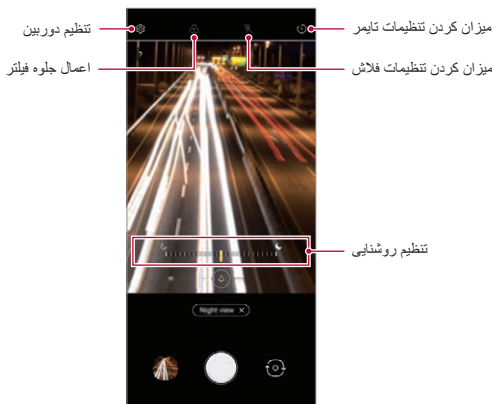 تنظیم دوربین
میزان کردن تنظیمات تایمر
اعمال جلوه فیلتر
میزان کردن تنظیمات فلاش
تنظیم روشنایی
Night view ×